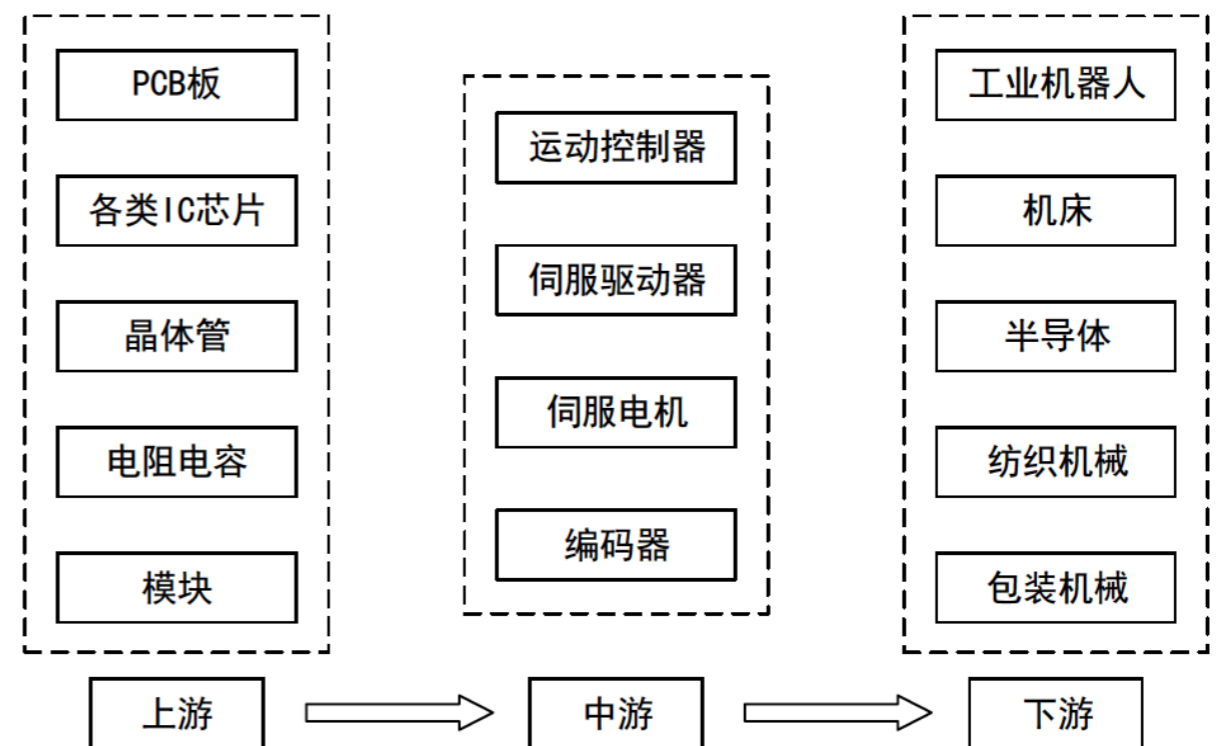 PCB板
各类IC芯片
晶体管
电阻电容
模块
上游
运动控制器
伺服驱动器
伺服电机
编码器
中游
工业机器人
机床
半导体
纺织机械
包装机械
下游